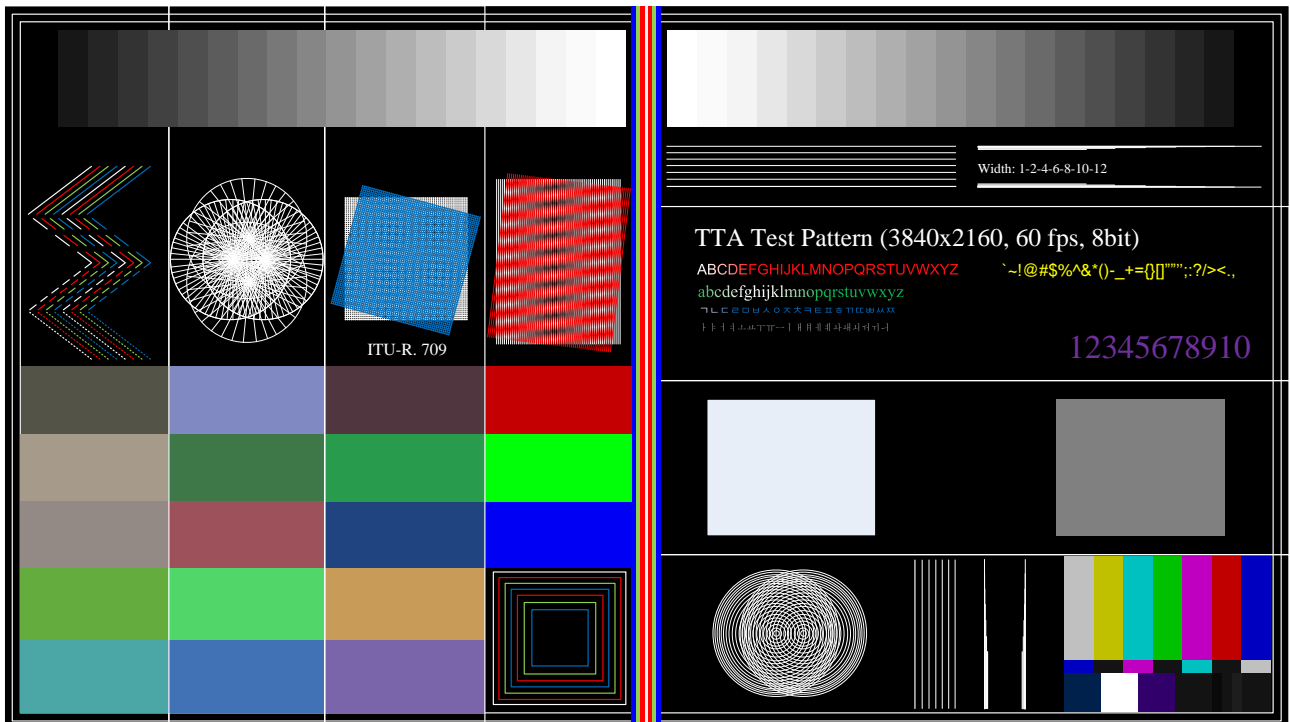 Width: 1-2-4-6-8-10-12
TTA Test Pattern (3840x2160, 60 fps, 8bit)
ABCDEFGHIJKLMNOPQRSTUVWXYZ
`~!@#$%^&*()-_+={}[]"”";:?/><.,
abcdefghijklmnopqrstuvwxyz
ㄱㄴㄷㄹㅁㅂㅅㅇㅈㅊㅋㅌㅍㅎㄲㄸㅃㅆㅉ
12345678910
ITU-R. 709